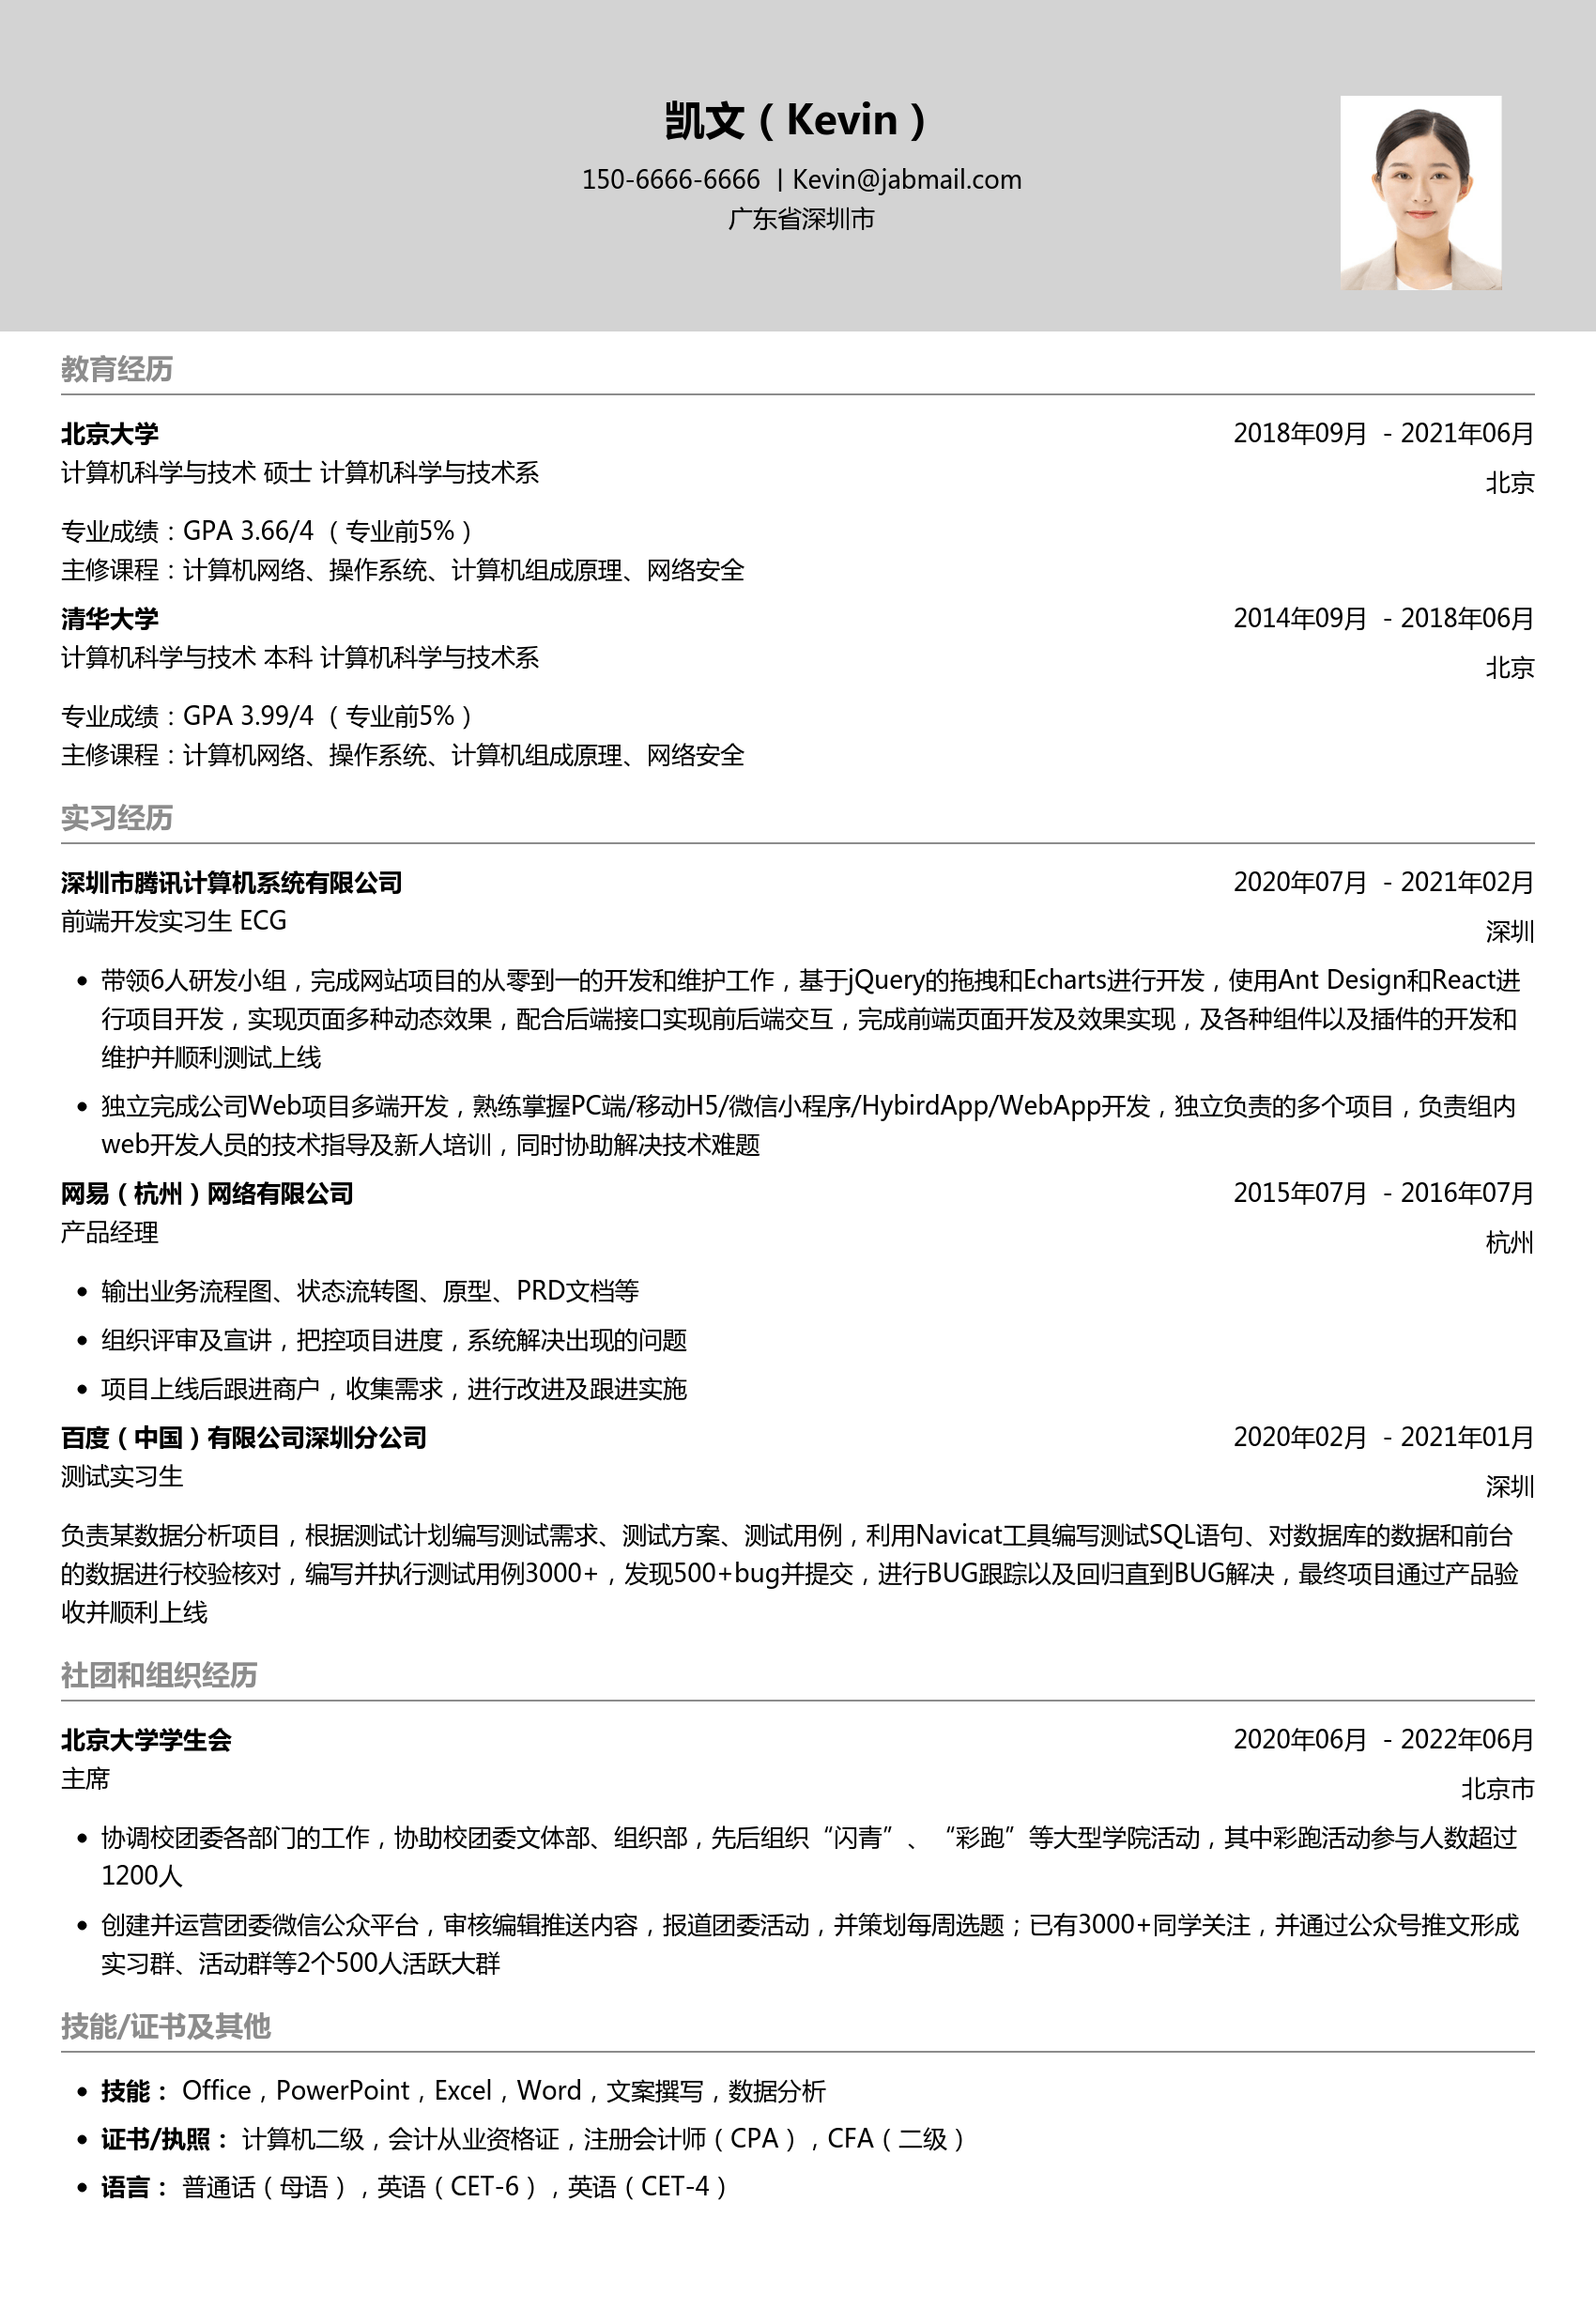 凯文（Kevin）
150-6666-6666 | Kevin@jabmail.com
广东省深圳市
教育经历
北京大学 2018年09月 - 2021年06月
计算机科学与技术 硕士 计算机科学与技术系 北京
专业成绩：GPA 3.66/4 （专业前5%）
主修课程：计算机网络、操作系统、计算机组成原理、网络安全
清华大学 2014年09月 - 2018年06月
计算机科学与技术 本科 计算机科学与技术系 北京
专业成绩：GPA 3.99/4 （专业前5%）
主修课程：计算机网络、操作系统、计算机组成原理、网络安全
实习经历
深圳市腾讯计算机系统有限公司 2020年07月 - 2021年02月
前端开发实习生 ECG 深圳
• 带领6人研发小组，完成网站项目的从零到一的开发和维护工作，基于jQuery的拖拽和Echarts进行开发，使用Ant Design和React进
行项目开发，实现页面多种动态效果，配合后端接口实现前后端交互，完成前端页面开发及效果实现，及各种组件以及插件的开发和
维护并顺利测试上线
• 独立完成公司Web项目多端开发，熟练掌握PC端/移动H5/微信小程序/HybirdApp/WebApp开发，独立负责的多个项目，负责组内
web开发人员的技术指导及新人培训，同时协助解决技术难题
网易（杭州）网络有限公司 2015年07月 - 2016年07月
产品经理 杭州
• 输出业务流程图、状态流转图、原型、PRD文档等
• 组织评审及宣讲，把控项目进度，系统解决出现的问题
• 项目上线后跟进商户，收集需求，进行改进及跟进实施
百度（中国）有限公司深圳分公司 2020年02月 - 2021年01月
测试实习生 深圳
负责某数据分析项目，根据测试计划编写测试需求、测试方案、测试用例，利用Navicat工具编写测试SQL语句、对数据库的数据和前台
的数据进行校验核对，编写并执行测试用例3000+，发现500+bug并提交，进行BUG跟踪以及回归直到BUG解决，最终项目通过产品验
收并顺利上线
社团和组织经历
北京大学学生会 2020年06月 - 2022年06月
主席 北京市
• 协调校团委各部门的工作，协助校团委文体部、组织部，先后组织“闪青”、“彩跑”等大型学院活动，其中彩跑活动参与人数超过
1200人
• 创建并运营团委微信公众平台，审核编辑推送内容，报道团委活动，并策划每周选题；已有3000+同学关注，并通过公众号推文形成
实习群、活动群等2个500人活跃大群
技能/证书及其他
• 技能： Office，PowerPoint，Excel，Word，文案撰写，数据分析
• 证书/执照： 计算机二级，会计从业资格证，注册会计师（CPA），CFA（二级）
• 语言： 普通话（母语），英语（CET-6），英语（CET-4）